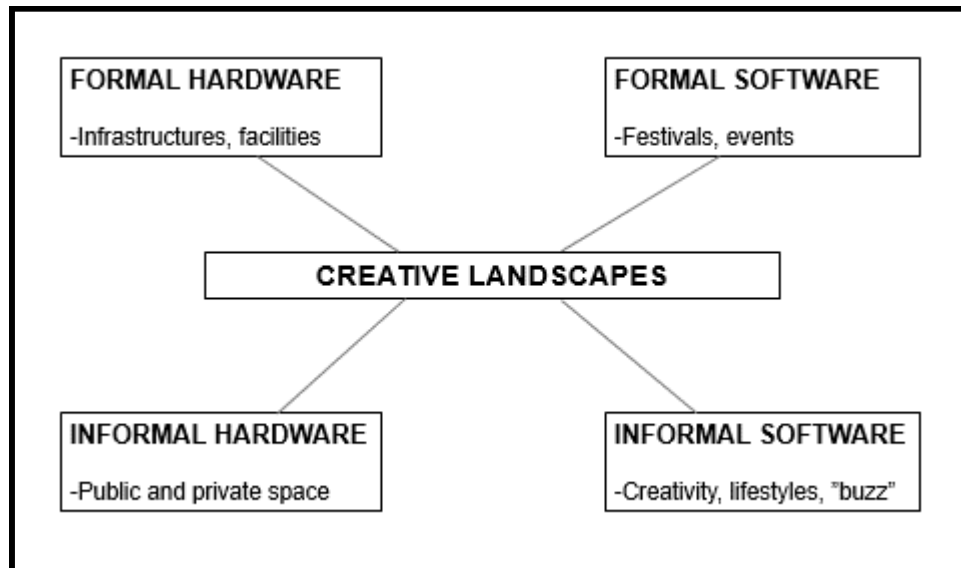 FORMAL HARDWARE
-Infrastructures, facilities
FORMAL SOFTWARE
-Festivals, events
CREATIVE LANDSCAPES
INFORMAL HARDWARE
-Public and private space
INFORMAL SOFTWARE
-Creativity, lifestyles, ”buzz”